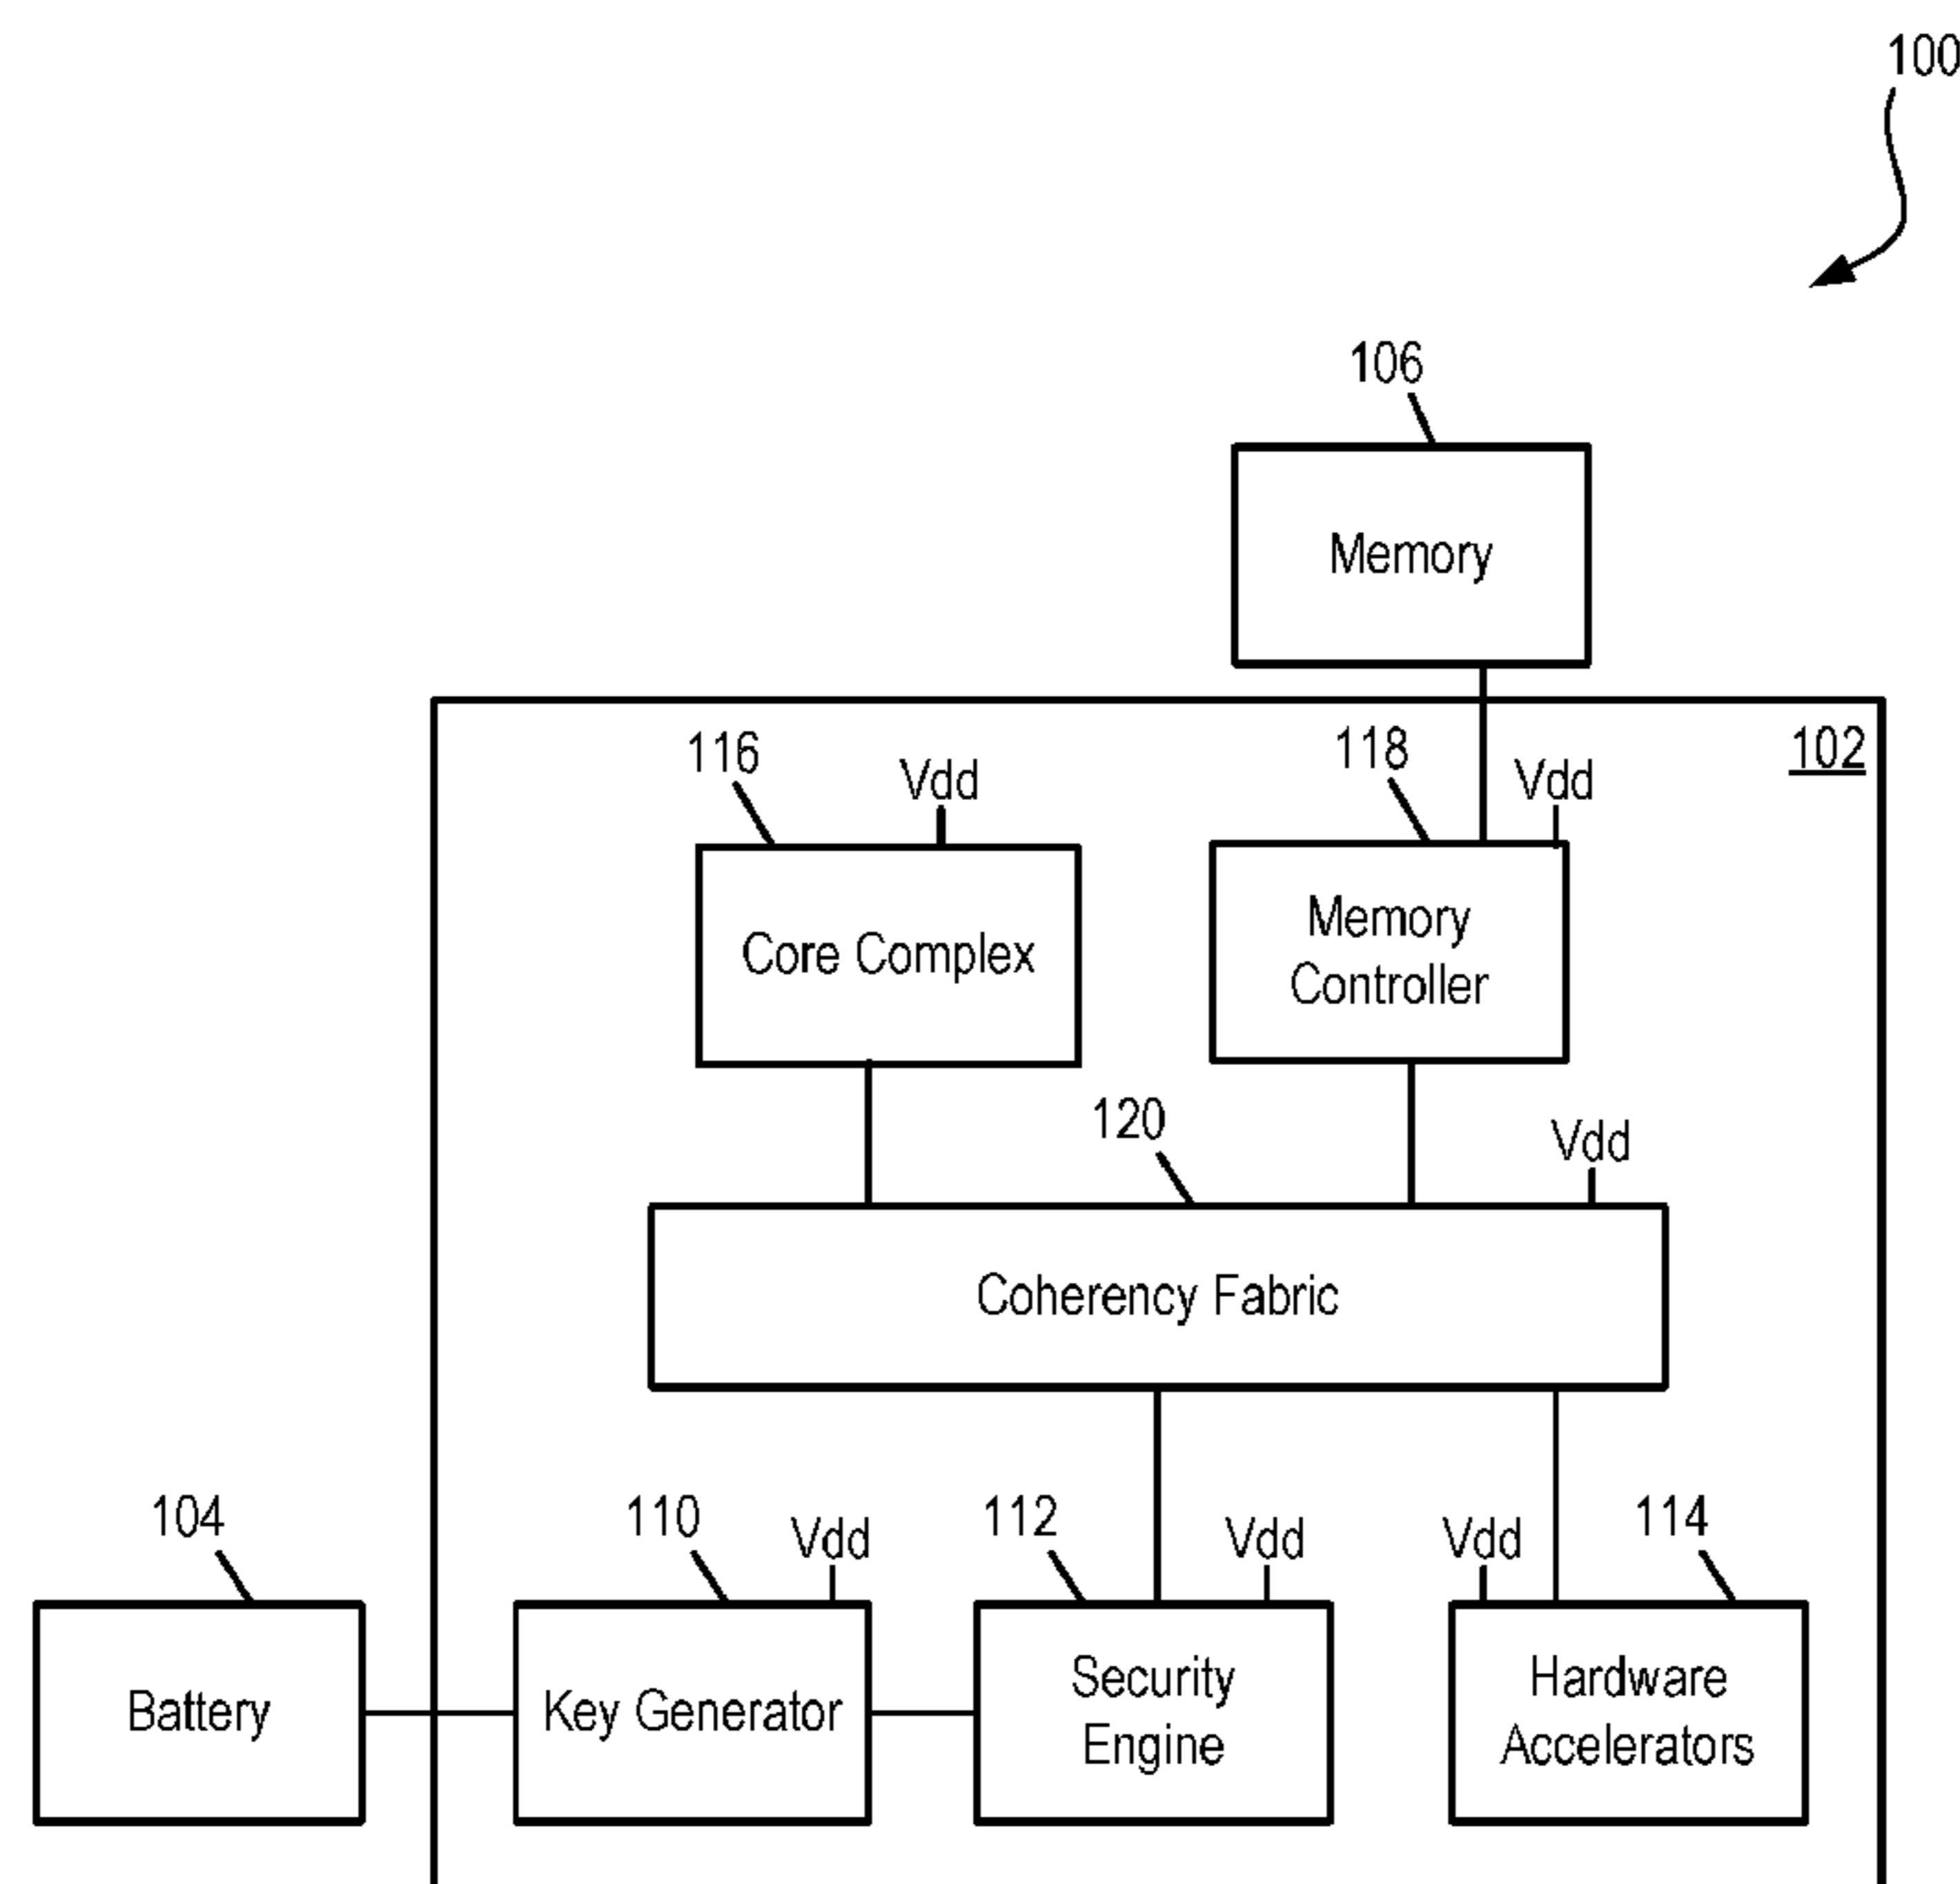 100
106
Memory
102
116
Vdd
118
Vdd
Core Complex
Memory
Controller
120
Vdd
Coherency Fabric
104
110
Vdd
112
Vdd
Vdd
114
Battery
Key Generator
Security
Engine
Hardware
Accelerators